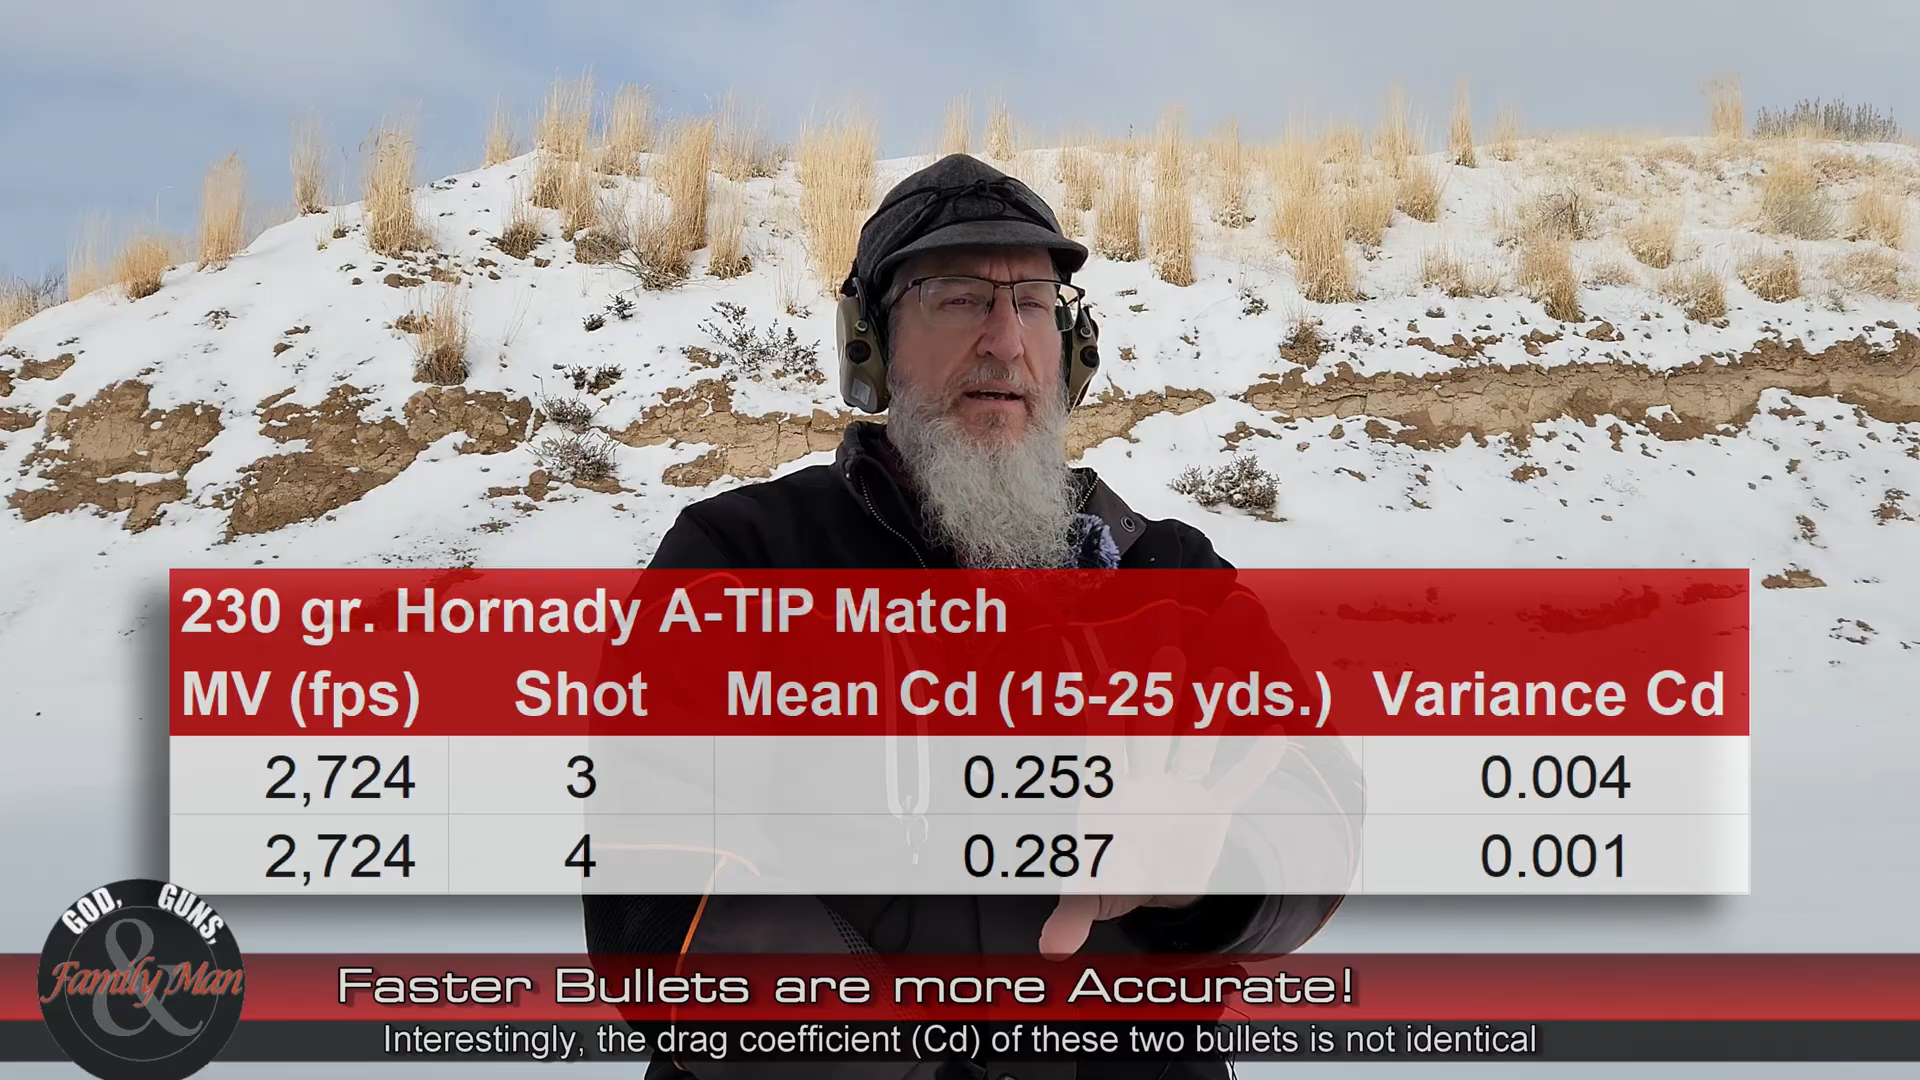 230 gr. Hornady A-TIP Match
MV (fps) Shot Mean Cd (15-25 yds.) Variance Cd
2,724 3 0.253 0.004
2,724 4 0.287 0.001
GOD, GUNS,
&
Family Man
Faster Bullets are more Accurate!
Interestingly, the drag coefficient (Cd) of these two bullets is not identical